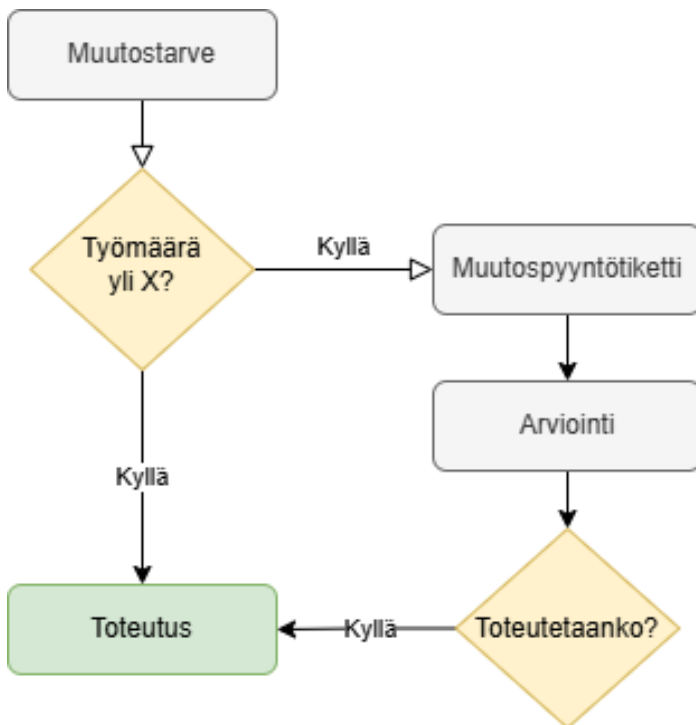 Muutostarve
Työmäärä
yli X?
Kyllä
Muutospyyntötiketti
Arviointi
Kyllä
Toteutus
Kyllä
Toteutetaanko?